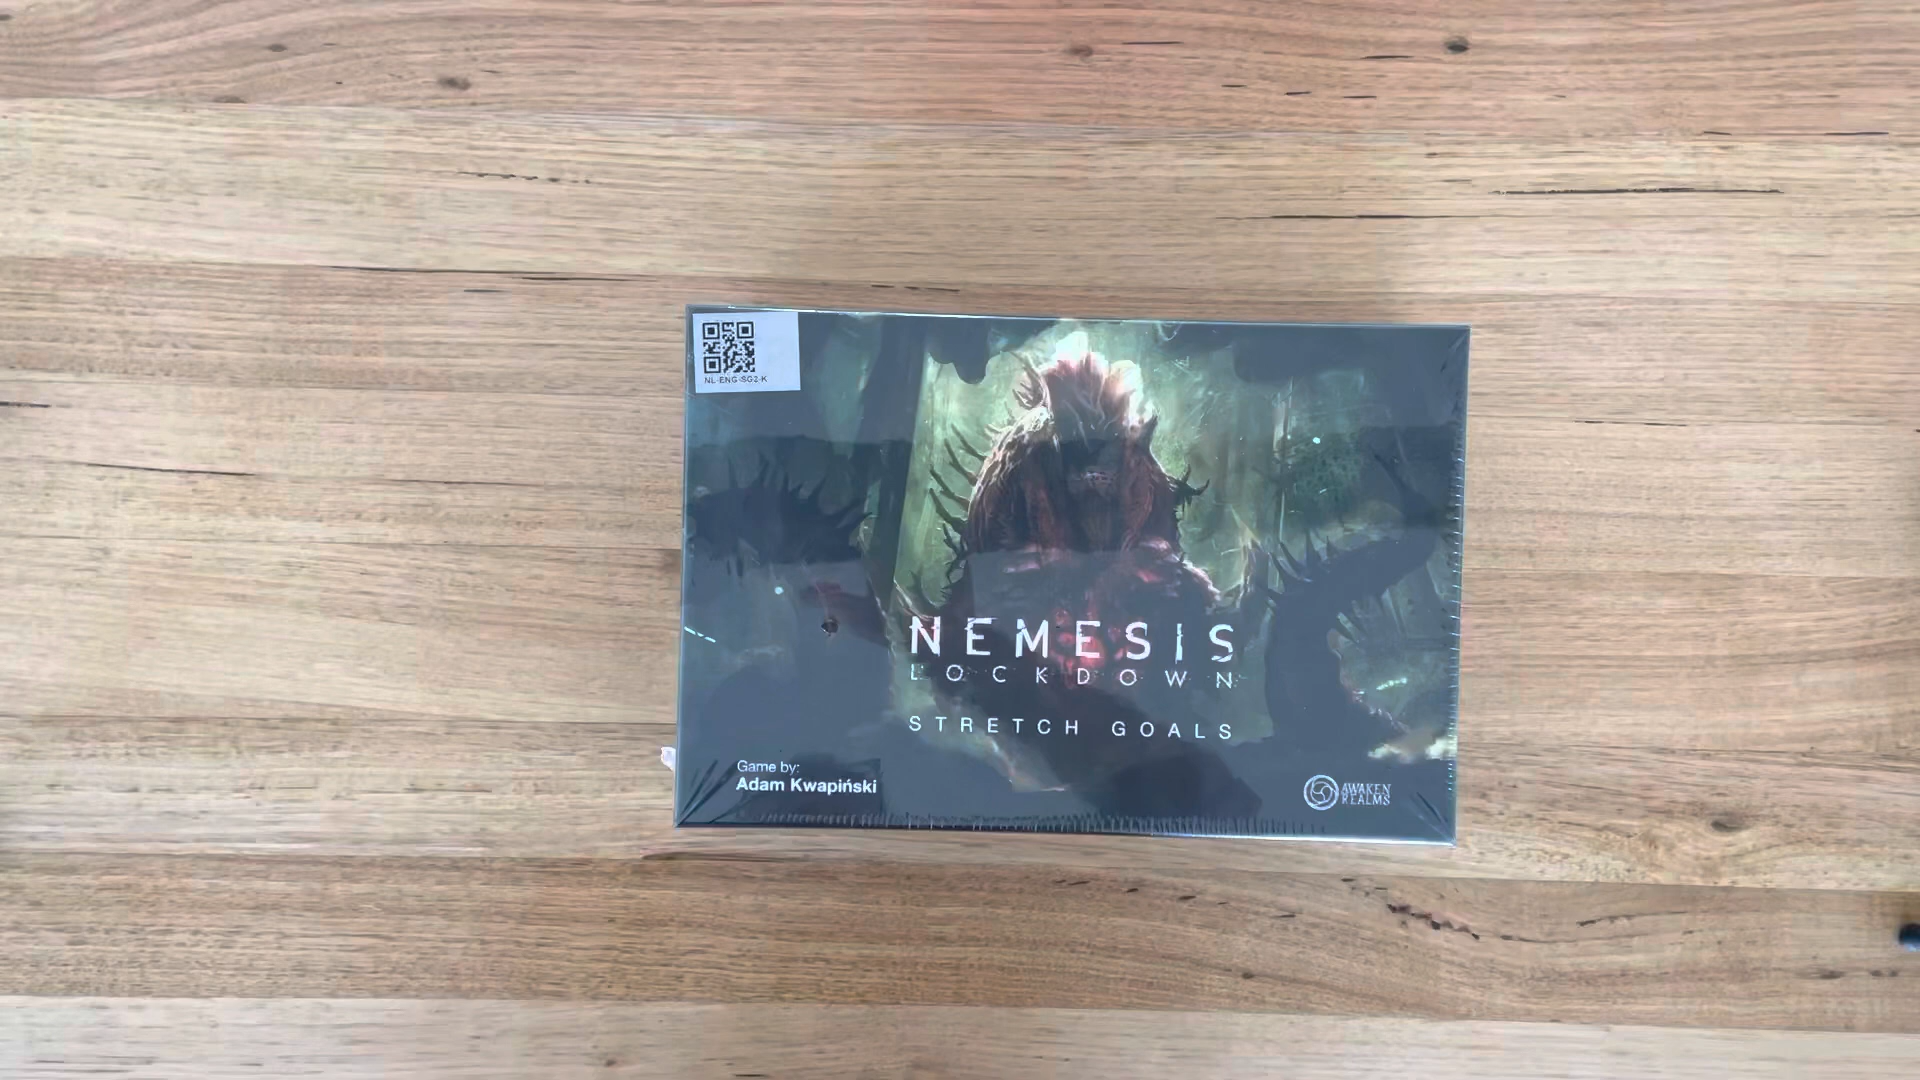 NL-ENG-SG2-K
NEMESIS
LOCKDOWN
STRETCH GOALS
Game by:
Adam Kwapiński
AWAKEN
REALMS